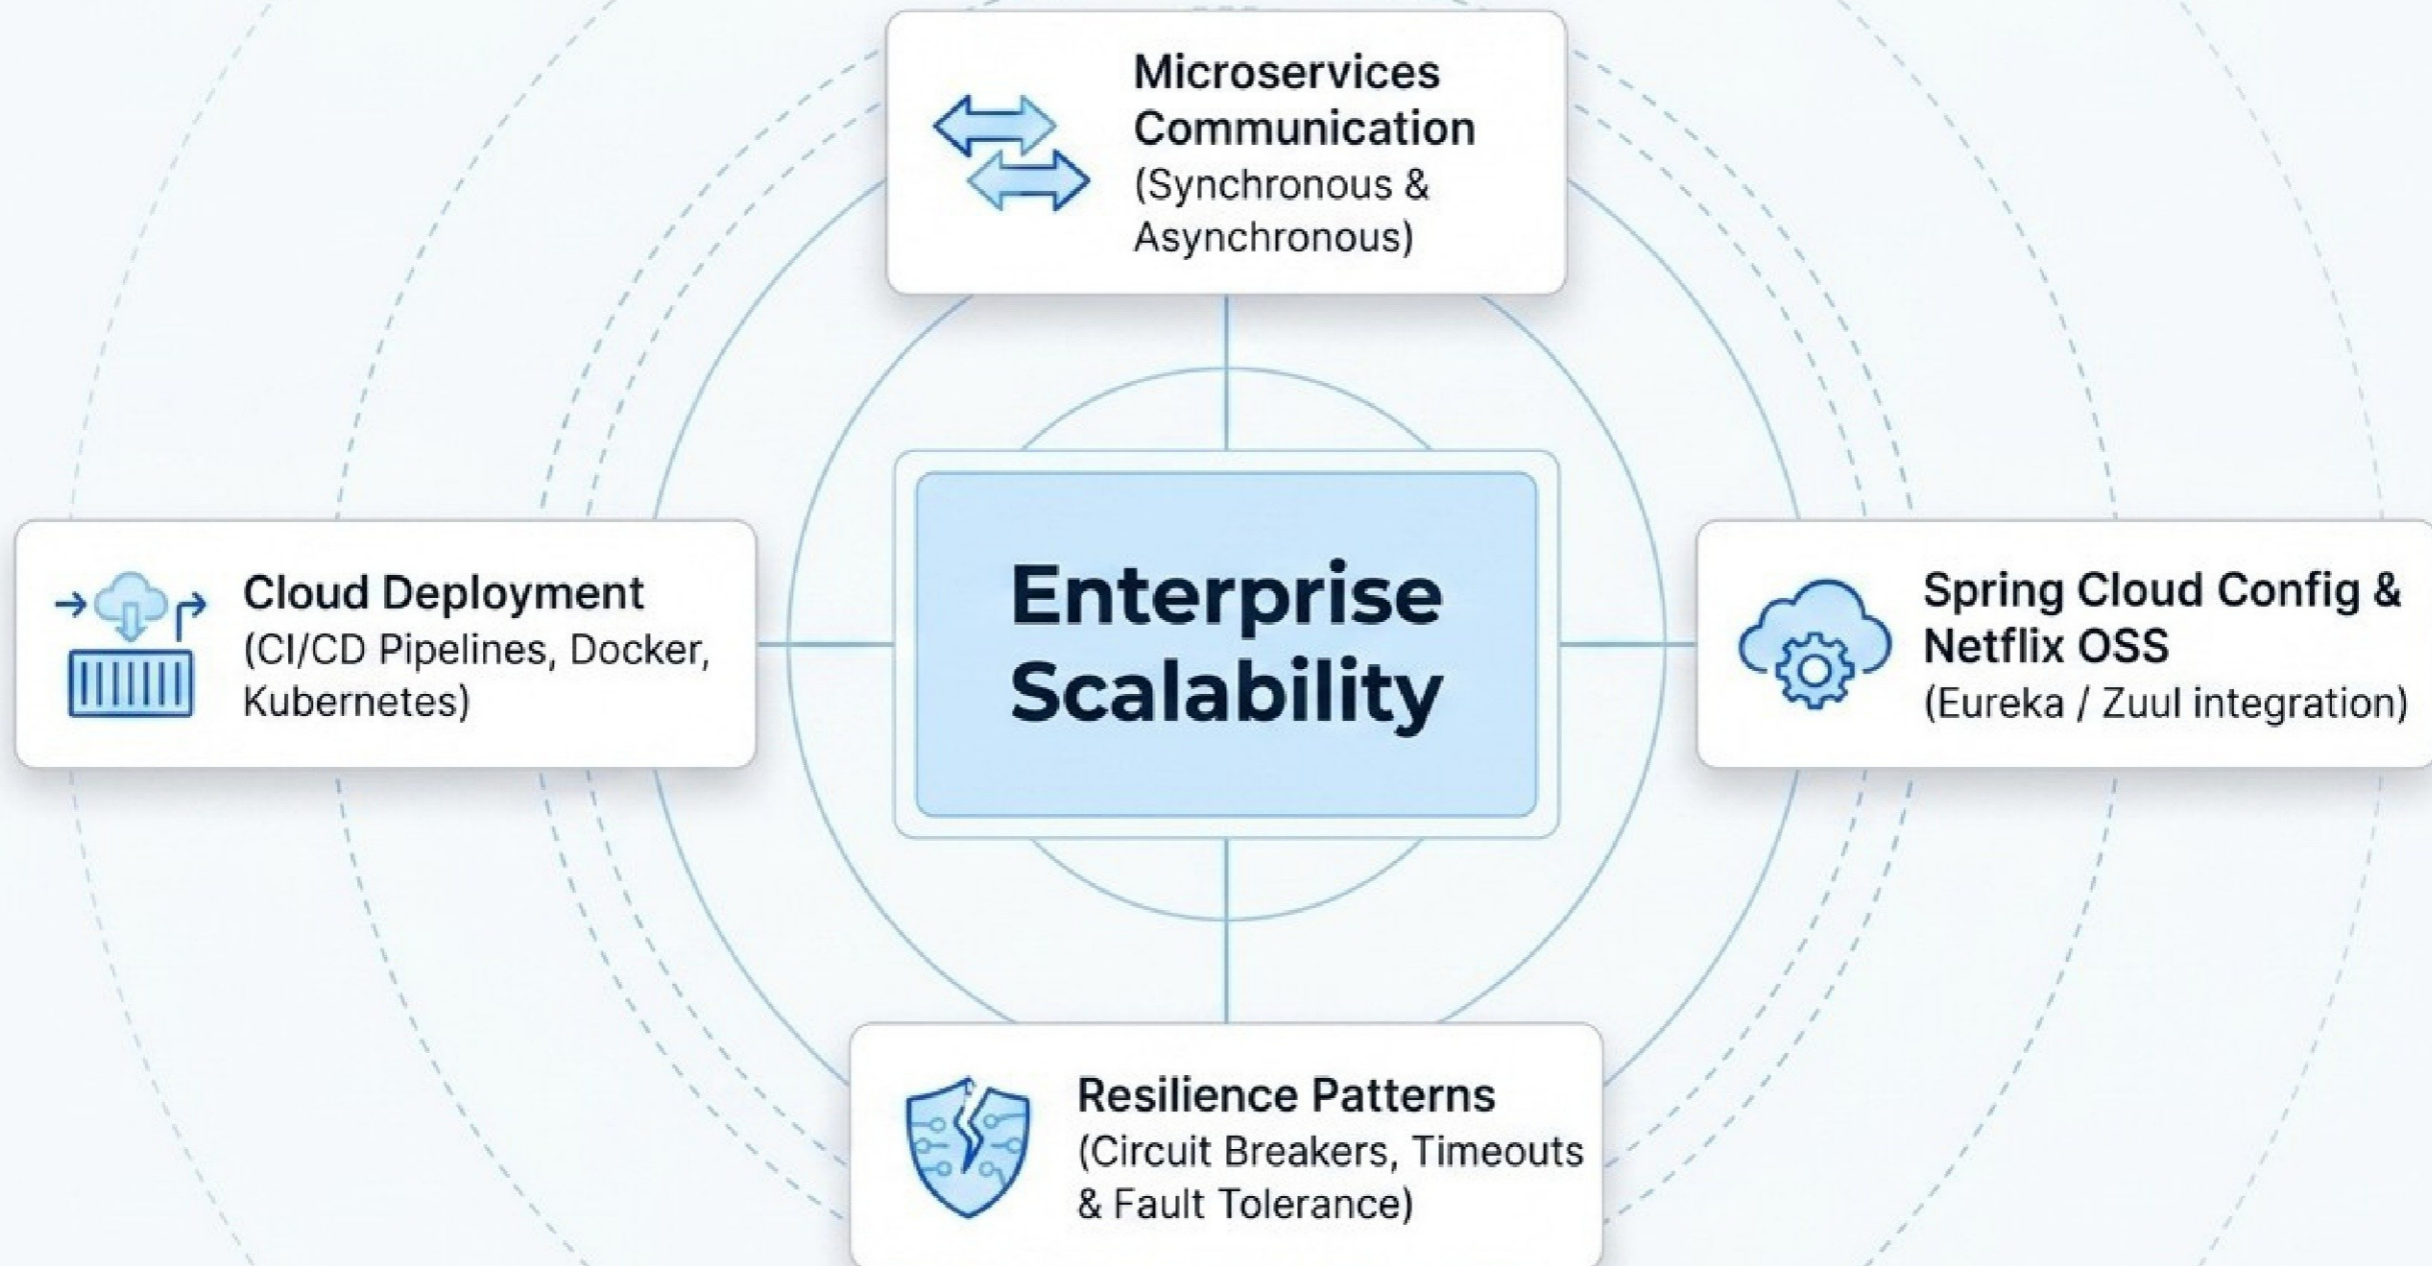 Microservices
Communication
(Synchronous &
Asynchronous)
Cloud Deployment
(CI/CD Pipelines, Docker,
Kubernetes)
Enterprise
Scalability
Spring Cloud Config &
Netflix OSS
(Eureka / Zuul integration)
Resilience Patterns
(Circuit Breakers, Timeouts
& Fault Tolerance)